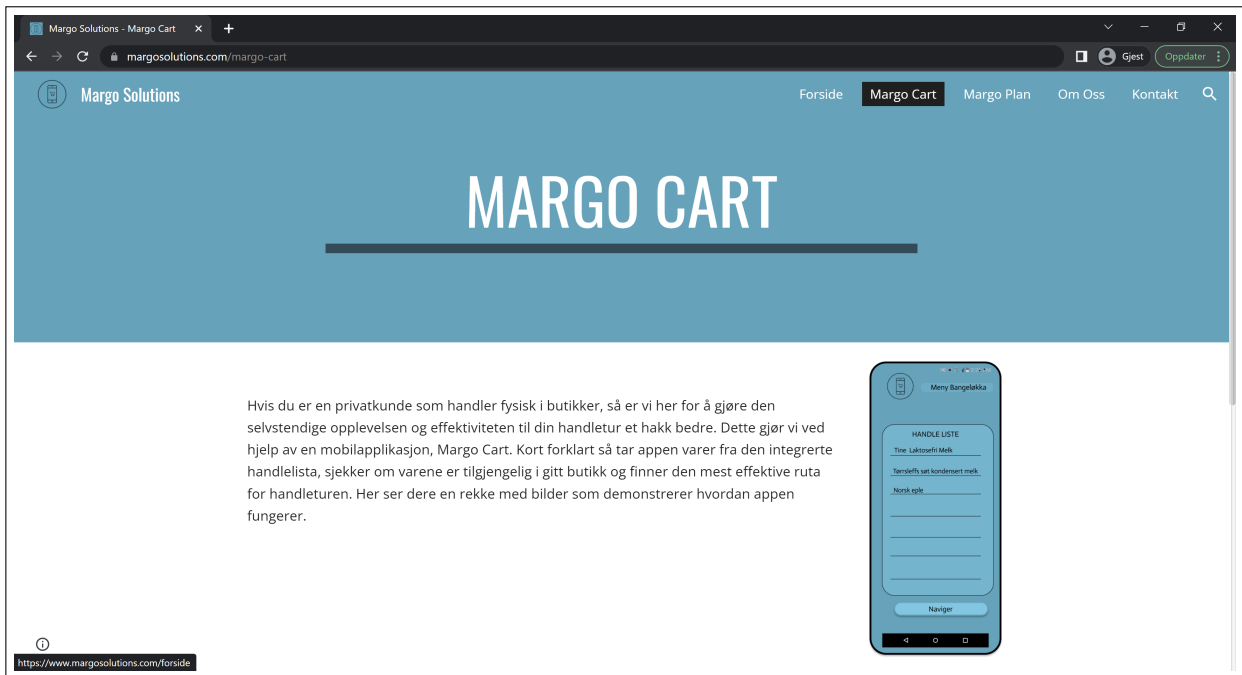 Margo Solutions - Margo Cart
margosolutions.com/margo-cart
Gjest
Oppdater
Margo Solutions
Forside
Margo Cart
Margo Plan
Om Oss
Kontakt
MARGO CART
Hvis du er en privatkunde som handler fysisk i butikker, så er vi her for å gjøre den
selvstendige opplevelsen og effektiviteten til din handletur et hakk bedre. Dette gjør vi ved
hjelp av en mobilapplikasjon, Margo Cart. Kort forklart så tar appen varer fra den integrerte
handlelista, sjekker om varene er tilgjengelig i gitt butikk og finner den mest effektive ruta
for handleturen. Her ser dere en rekke med bilder som demonstrerer hvordan appen
fungerer.
Meny Bangeløkka
HANDLE LISTE
Tine Laktosefri Melk
Tørrsleffs søt kondensert melk
Norsk eple
Naviger
https://www.margosolutions.com/forside